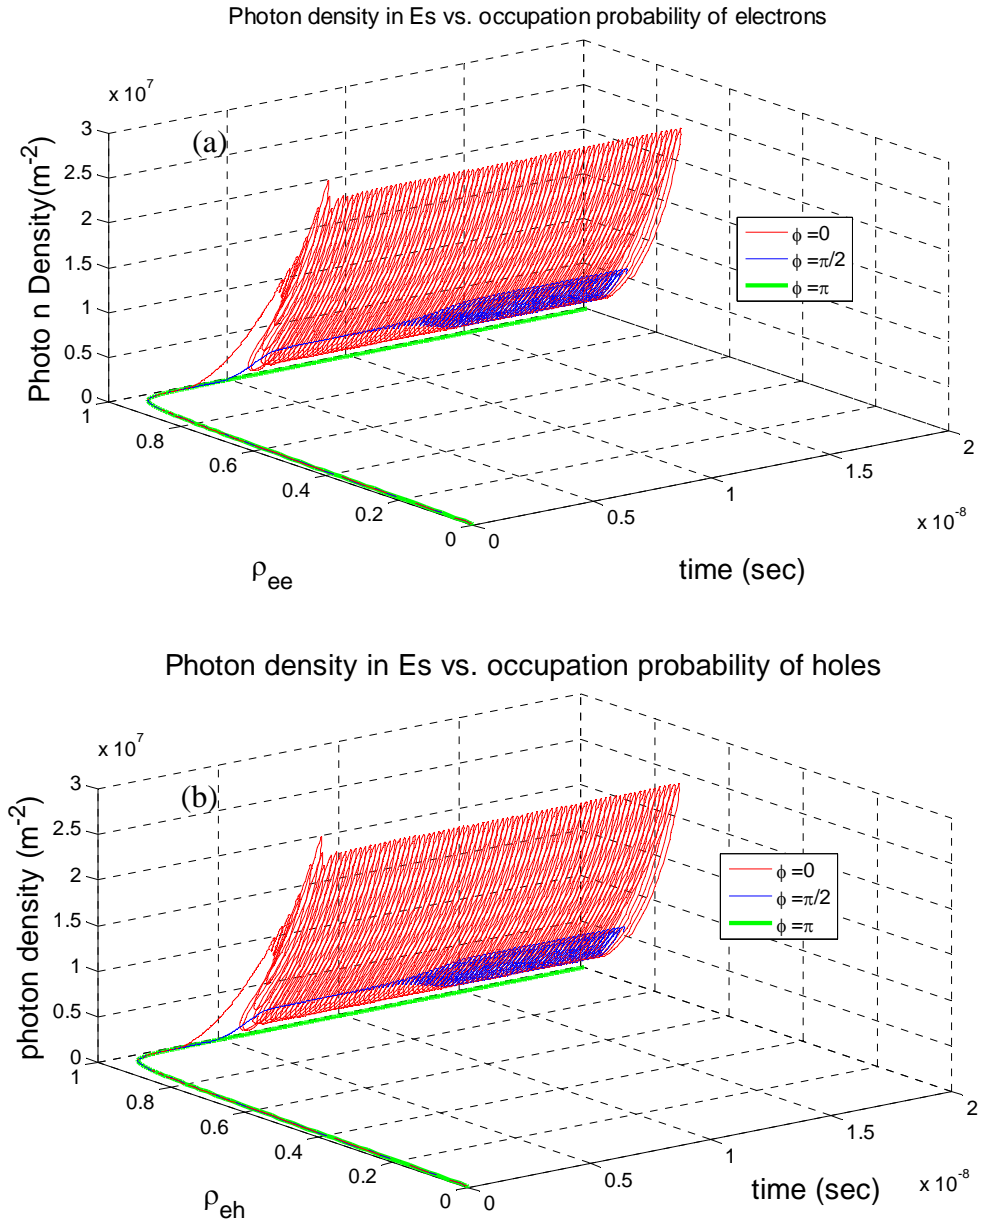 Photon density in Es vs. occupation probability of electrons
x 10^7
3
(a)
2.5
2
1.5
1
0.5
0
Photo n Density(m^-2)
ϕ =0
ϕ =π/2
ϕ =π
1
0.8
0.6
0.4
0.2
0
0
0.5
1
1.5
2
x 10^-8
ρee
time (sec)
Photon density in Es vs. occupation probability of holes
x 10^7
3
(b)
2.5
2
1.5
1
0.5
0
photon density (m^-2)
ϕ =0
ϕ =π/2
ϕ =π
1
0.8
0.6
0.4
0.2
0
0
0.5
1
1.5
2
x 10^-8
ρeh
time (sec)